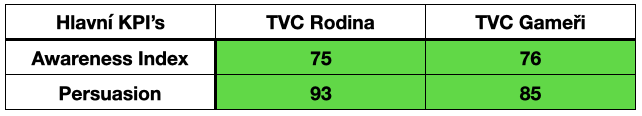 Hlavní KPI’s TVC Rodina TVC Gameři
Awareness Index 75 76
Persuasion 93 85